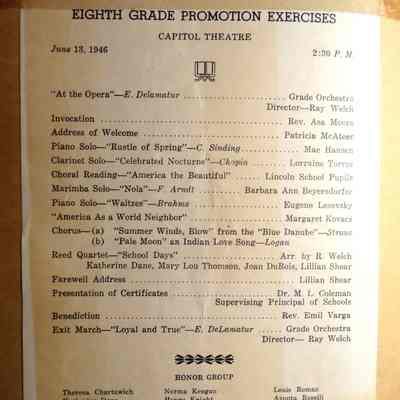 EIGHTH GRADE PROMOTION EXERCISES
CAPITOL THEATRE
June 13, 1946 2:30 P. M.
"At the Opera"—E. Delamatur ........ Grade Orchestra
Director—Ray Welch
Invocation ........ Rev. Asa Moore
Address of Welcome ........ Patricia McAteer
Piano Solo—"Rustle of Spring"—C. Sinding ........ Mae Hansen
Clarinet Solo—"Celebrated Nocturne"—Chopin ........ Lorraine Torres
Choral Reading—"America the Beautiful" ........ Lincoln School Pupils
Marimba Solo—"Nola"—F. Arndt ........ Barbara Ann Beyersdorfer
Piano Solo—"Waltzes"—Brahms ........ Eugene Lesovsky
"America As a World Neighbor" ........ Margaret Kovacs
Chorus—(a) "Summer Winds, Blow" from the "Blue Danube"—Strauss
(b) "Pale Moon" an Indian Love Song—Logan
Reed Quartet—"School Days" ........ Arr. by R. Welch
Katherine Dane, Mary Lou Thomson, Jean DuBois, Lillian Shear
Farewell Address ........ Lillian Shear
Presentation of Certificates ........ Dr. M. L. Coleman
Supervising Principal of Schools
Benediction ........ Rev. Emil Varga
Exit March—"Loyal and True"—E. DeLamatur ........ Grade Orchestra
Director— Ray Welch
HONOR GROUP
Theresa Chartowich Norma Keegan Louis Roman